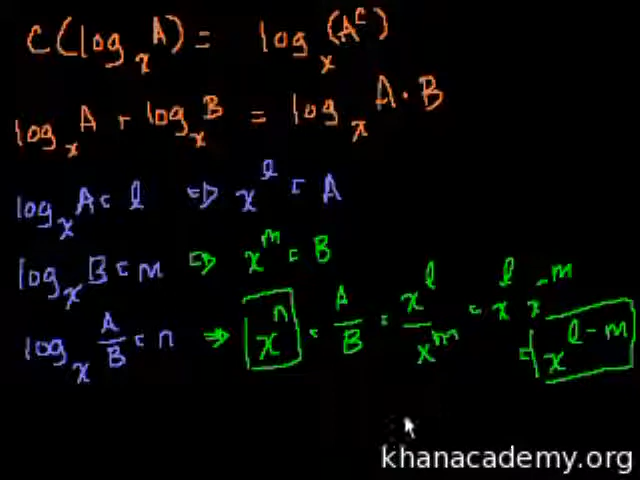 C(log_x A) = log_x (A^c)
log_x A + log_x B = log_x A · B
log_x A = l ⇒ x^l = A
log_x B = m ⇒ x^m = B
log_x A/B = n ⇒ x^n = A/B = x^l/x^m = x^l x^-m
= x^l-m
khanacademy.org